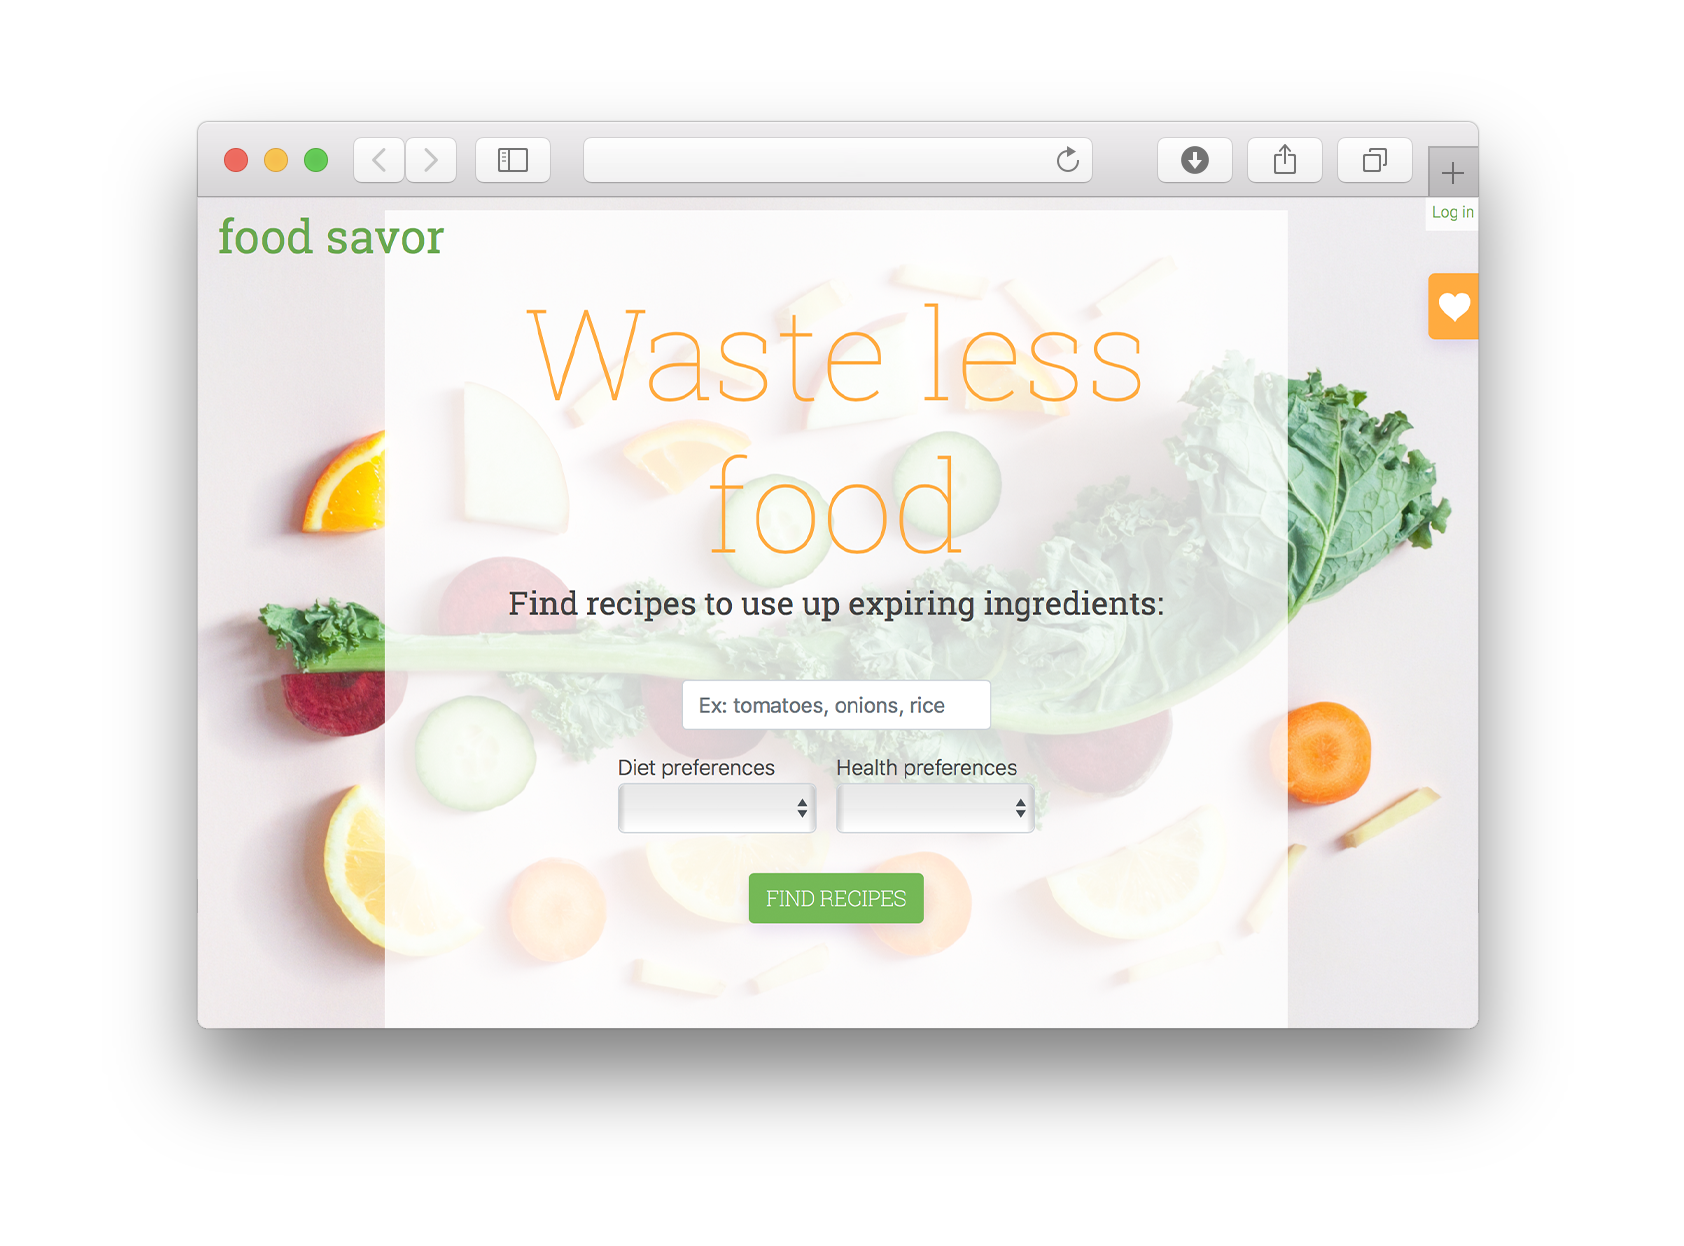 food savor
Log in
Waste less
food
Find recipes to use up expiring ingredients:
Ex: tomatoes, onions, rice
Diet preferences
Health preferences
FIND RECIPES